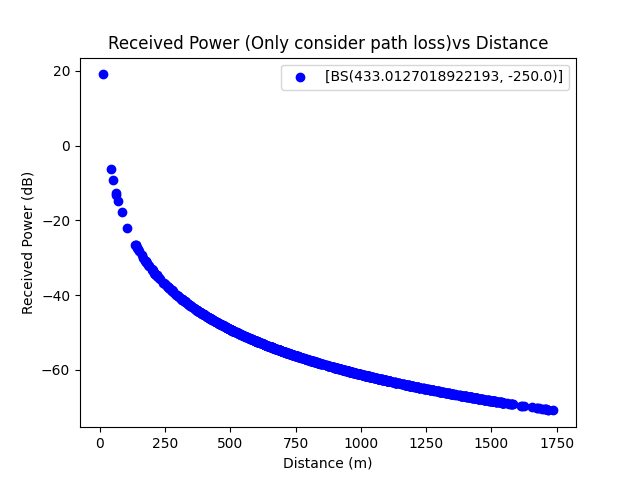 Received Power (Only consider path loss)vs Distance
[BS(433.0127018922193, -250.0)]
20
0
−20
−40
−60
Received Power (dB)
0 250 500 750 1000 1250 1500 1750
Distance (m)